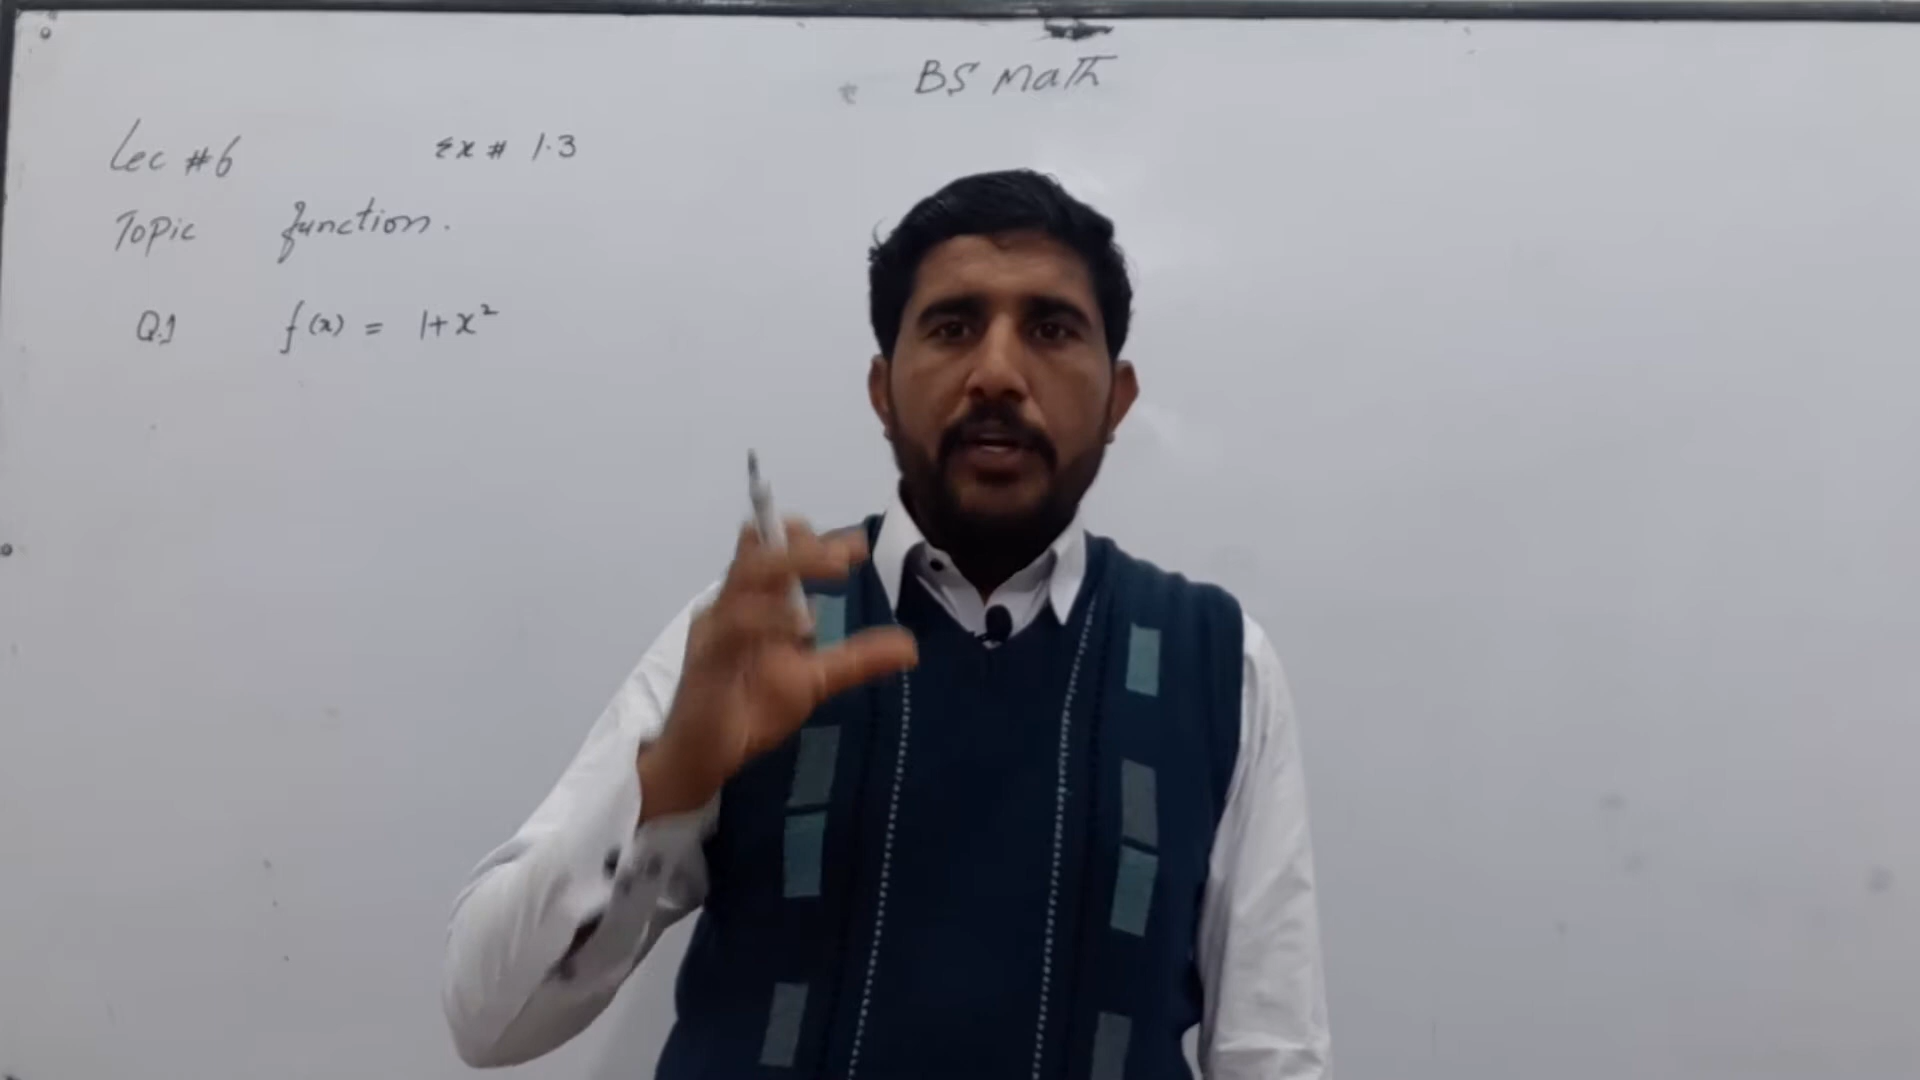 BS Math
Lec #6 Ex # 1.3
Topic function.
Q.1 f(x) = 1+x²